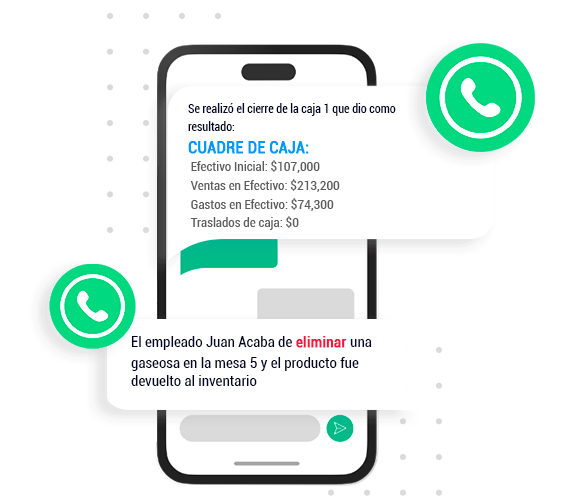 Se realizó el cierre de la caja 1 que dio como
resultado:
CUADRE DE CAJA:
Efectivo Inicial: $107,000
Ventas en Efectivo: $213,200
Gastos en Efectivo: $74,300
Traslados de caja: $0
El empleado Juan Acaba de eliminar una
gaseosa en la mesa 5 y el producto fue
devuelto al inventario